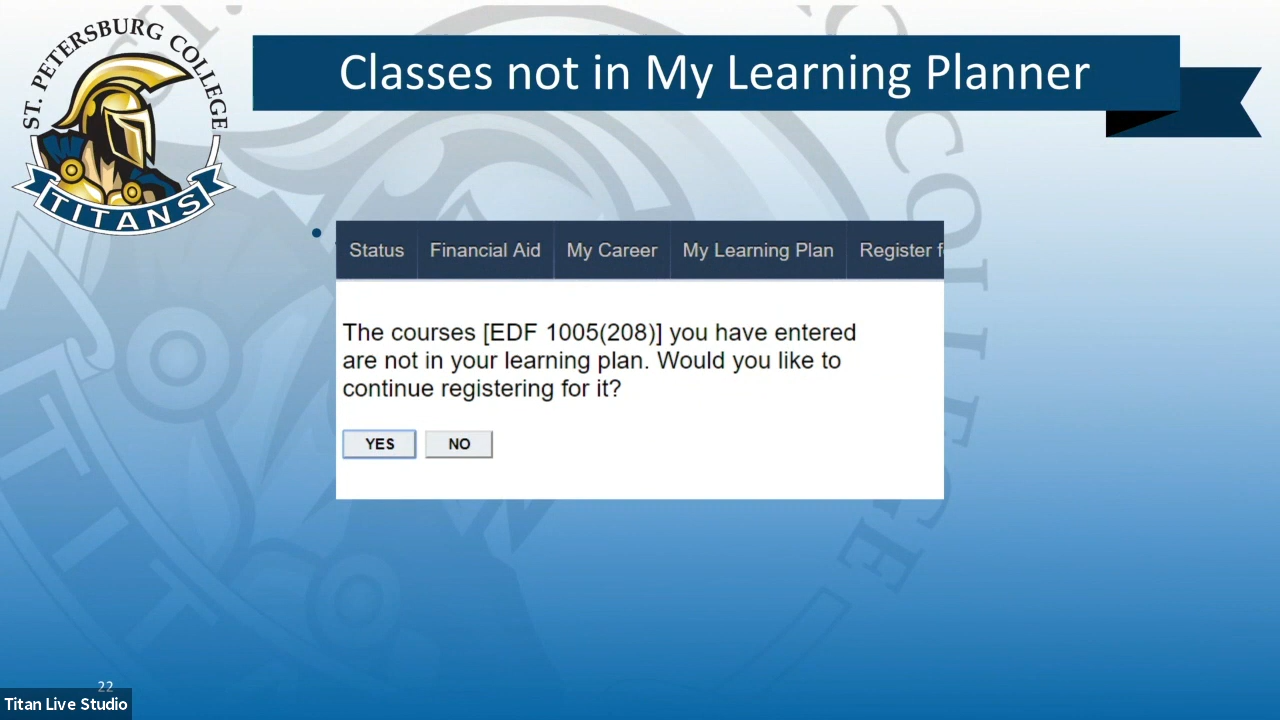 ST. PETERSBURG COLLEGE
TITANS
Classes not in My Learning Planner
Status Financial Aid My Career My Learning Plan Register f
The courses [EDF 1005(208)] you have entered
are not in your learning plan. Would you like to
continue registering for it?
YES NO
22
Titan Live Studio